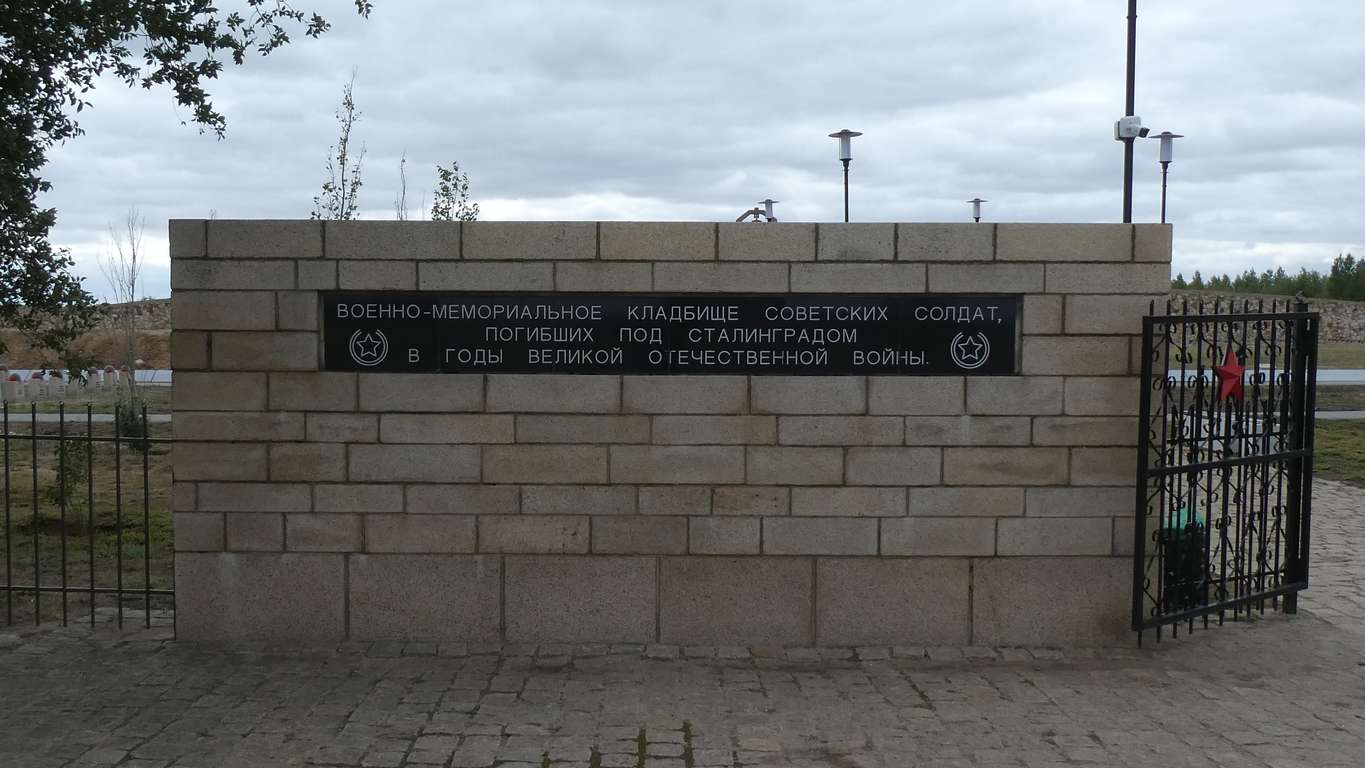 ВОЕННО-МЕМОРИАЛЬНОЕ КЛАДБИЩЕ СОВЕТСКИХ СОЛДАТ,
ПОГИБШИХ ПОД СТАЛИНГРАДОМ
В ГОДЫ ВЕЛИКОЙ ОТЕЧЕСТВЕННОЙ ВОЙНЫ.